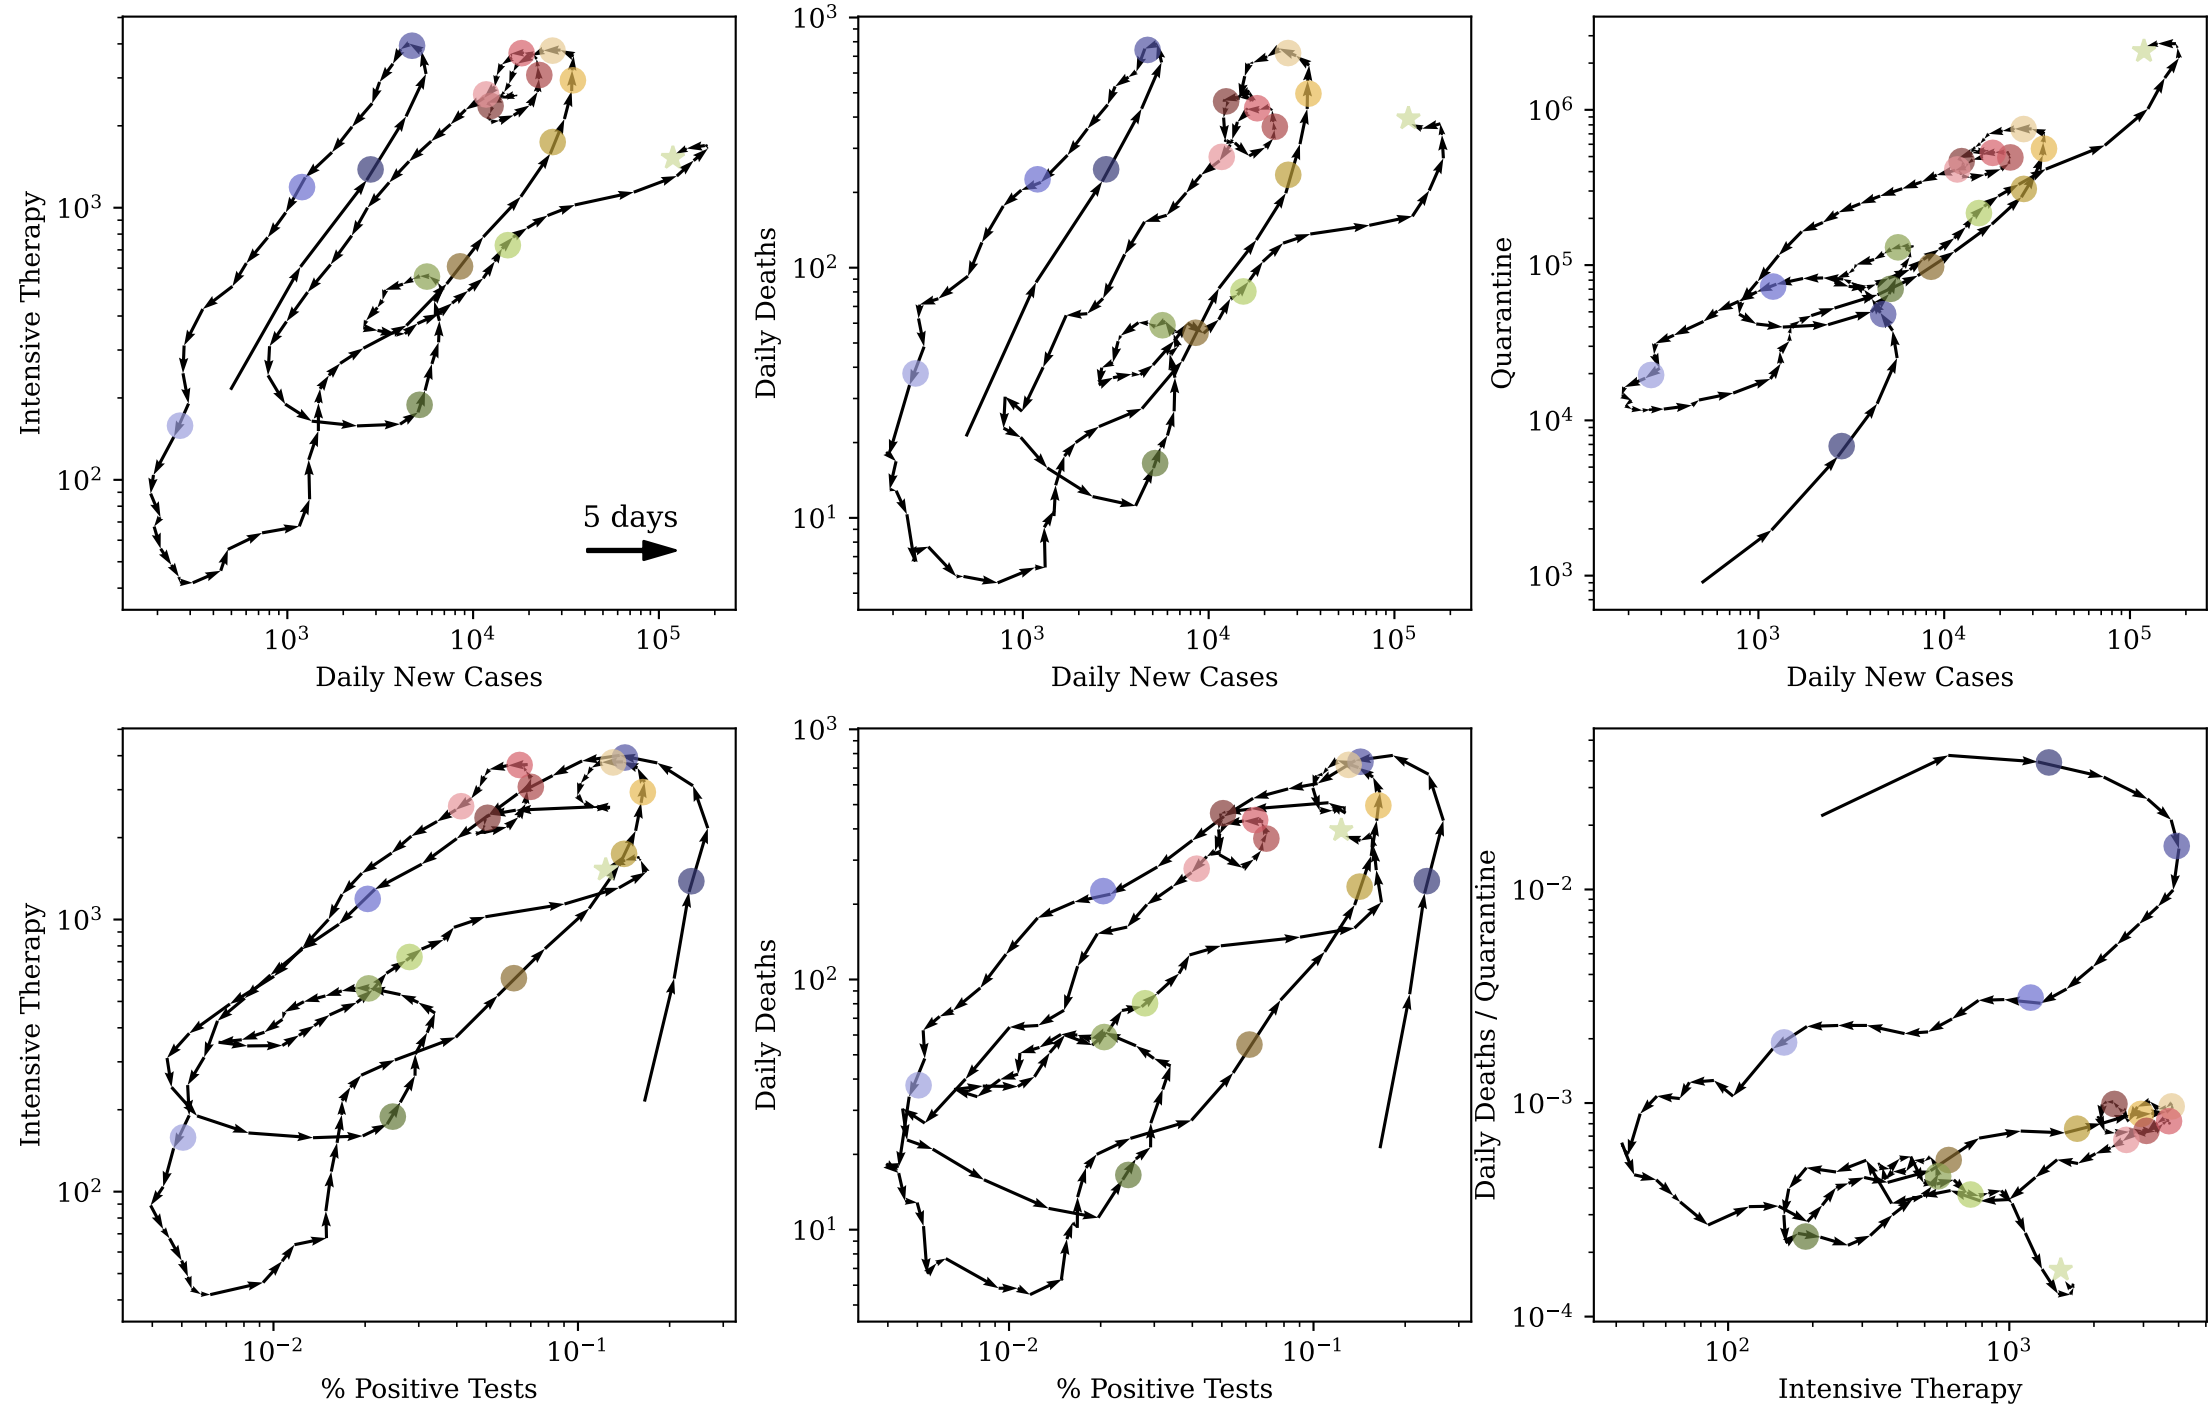 10³
10²
Intensive Therapy
5 days
10³
10⁴
10⁵
Daily New Cases
10³
10²
10¹
Daily Deaths
10³
10⁴
10⁵
Daily New Cases
10⁶
10⁵
10⁴
10³
Quarantine
10³
10⁴
10⁵
Daily New Cases
10³
10²
Intensive Therapy
10⁻²
10⁻¹
% Positive Tests
10³
10²
10¹
Daily Deaths
10⁻²
10⁻¹
% Positive Tests
10⁻²
10⁻³
10⁻⁴
Daily Deaths / Quarantine
10²
10³
Intensive Therapy